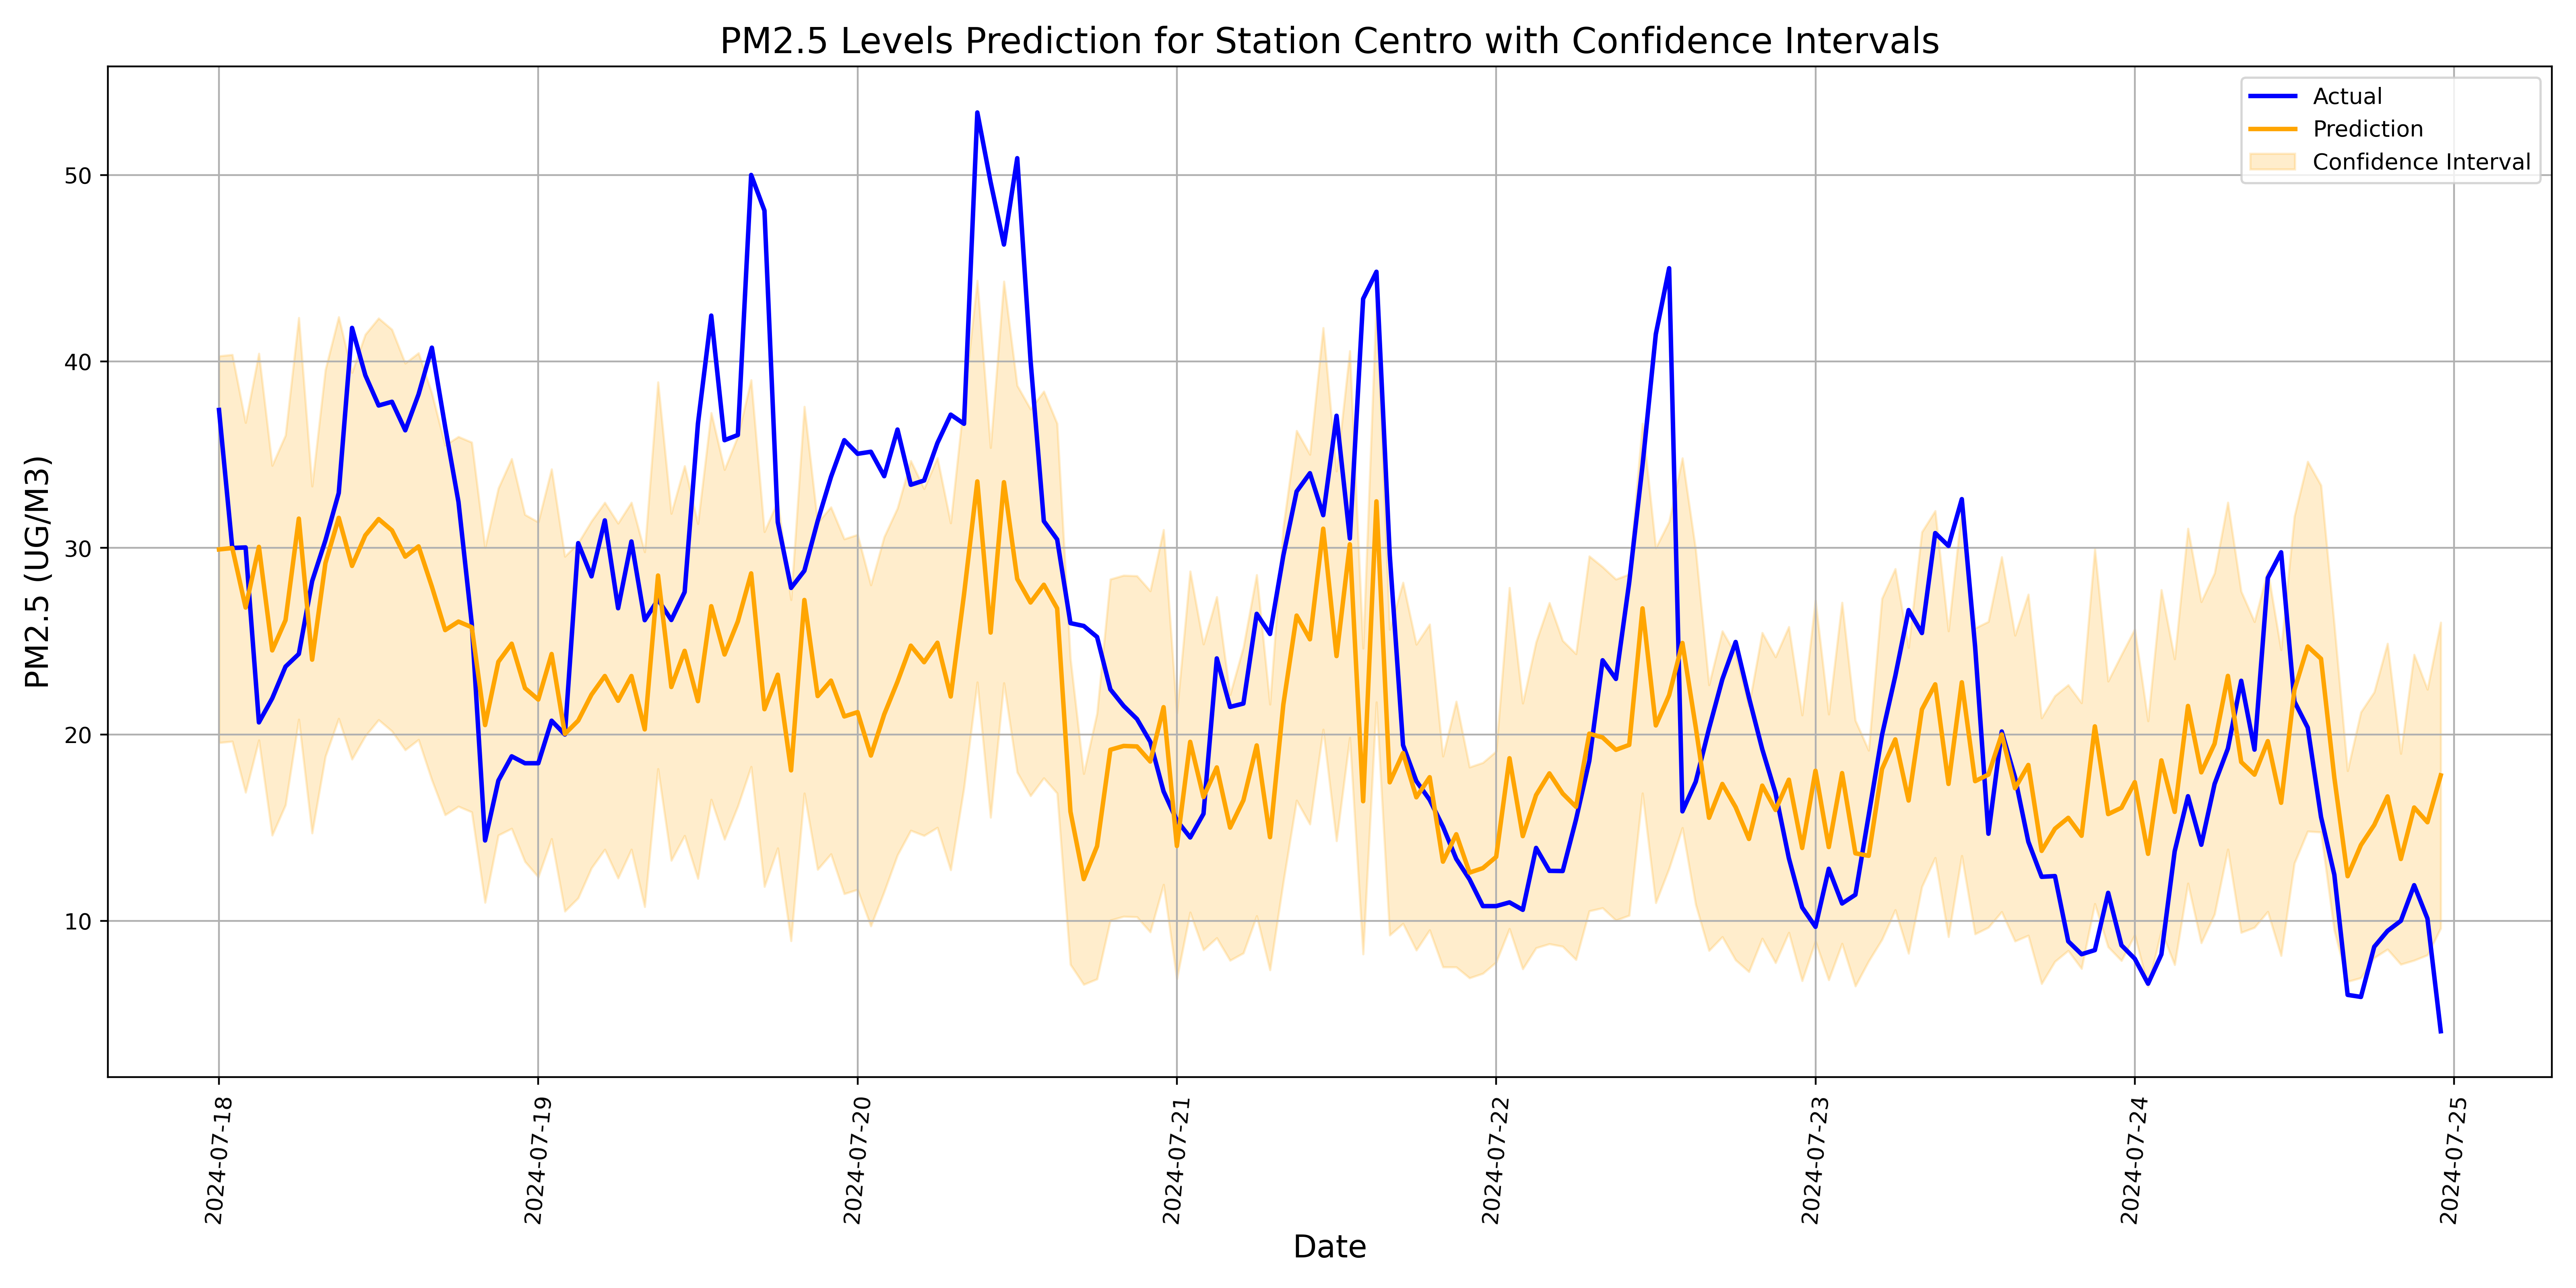 PM2.5 Levels Prediction for Station Centro with Confidence Intervals
Actual
Prediction
Confidence Interval
PM2.5 (UG/M3)
50
40
30
20
10
2024-07-18
2024-07-19
2024-07-20
2024-07-21
2024-07-22
2024-07-23
2024-07-24
2024-07-25
Date